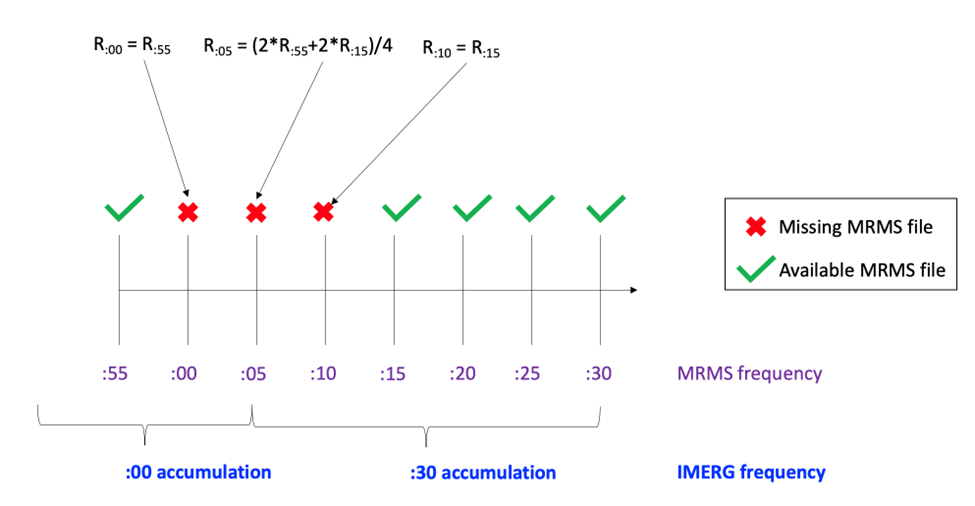 R:00 = R:55
R:05 = (2*R:55+2*R:15)/4
R:10 = R:15
Missing MRMS file
Available MRMS file
:55 :00 :05 :10 :15 :20 :25 :30 MRMS frequency
:00 accumulation :30 accumulation IMERG frequency